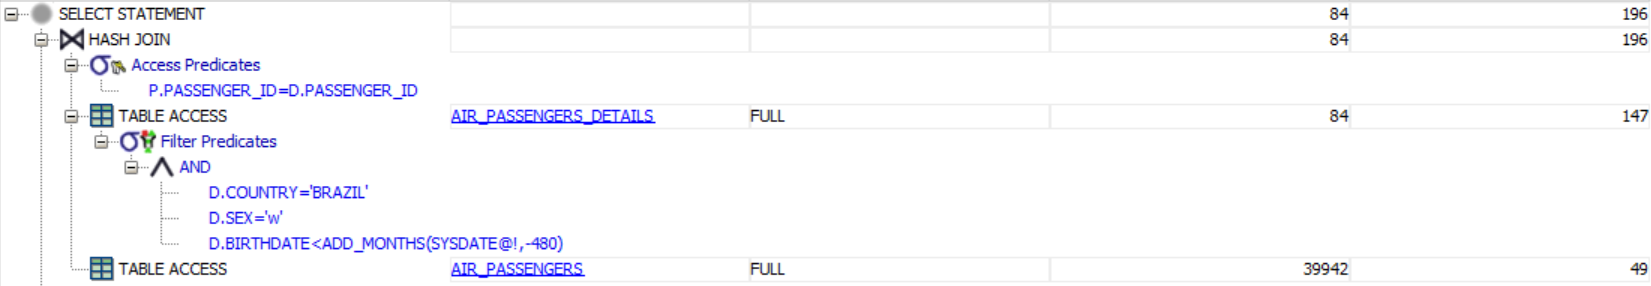 SELECT STATEMENT 84 196
HASH JOIN 84 196
Access Predicates
P.PASSENGER_ID=D.PASSENGER_ID
TABLE ACCESS AIR_PASSENGERS_DETAILS FULL 84 147
Filter Predicates
AND
D.COUNTRY='BRAZIL'
D.SEX='w'
D.BIRTHDATE<ADD_MONTHS(SYSDATE@!,-480)
TABLE ACCESS AIR_PASSENGERS FULL 39942 49